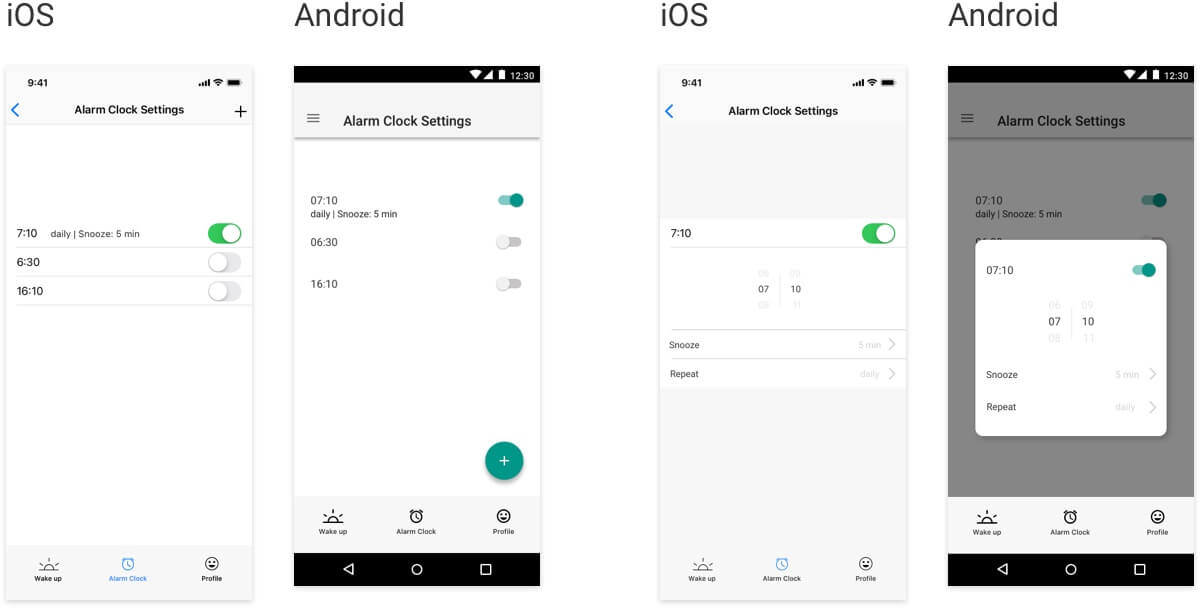 iOS
9:41
Alarm Clock Settings
7:10 daily | Snooze: 5 min
6:30
16:10
Wake up Alarm Clock Profile
Android
12:30
Alarm Clock Settings
07:10
daily | Snooze: 5 min
06:30
16:10
+
Wake up Alarm Clock Profile
iOS
9:41
Alarm Clock Settings
7:10
06 09
07 10
08 11
Snooze 5 min
Repeat daily
Wake up Alarm Clock Profile
Android
12:30
Alarm Clock Settings
07:10
daily | Snooze: 5 min
07:10
06 09
07 10
08 11
Snooze 5 min
Repeat daily
Wake up Alarm Clock Profile